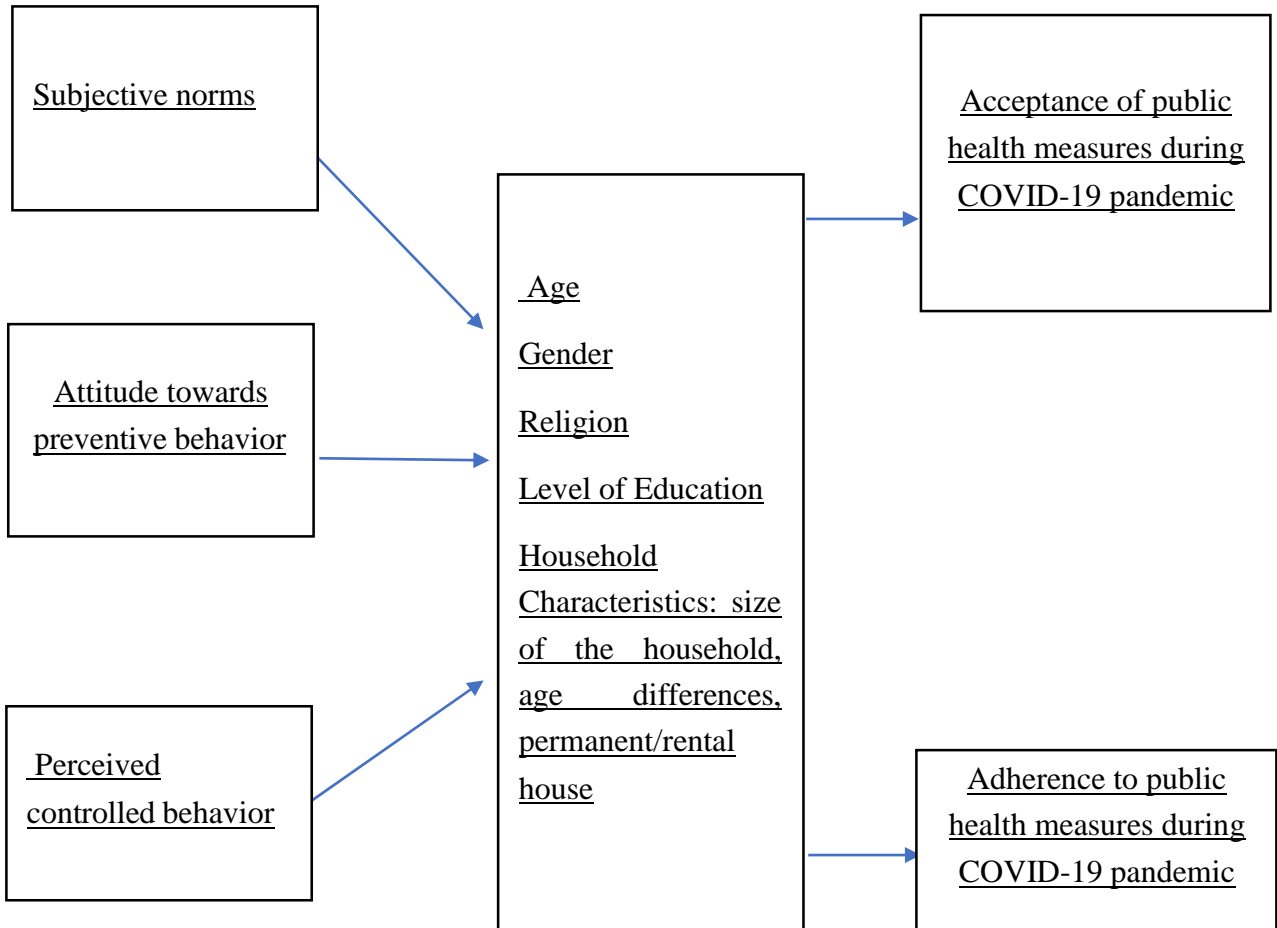 Subjective norms
Attitude towards
preventive behavior
Perceived
controlled behavior
Age
Gender
Religion
Level of Education
Household
Characteristics: size
of the household,
age differences,
permanent/rental
house
Acceptance of public
health measures during
COVID-19 pandemic
Adherence to public
health measures during
COVID-19 pandemic